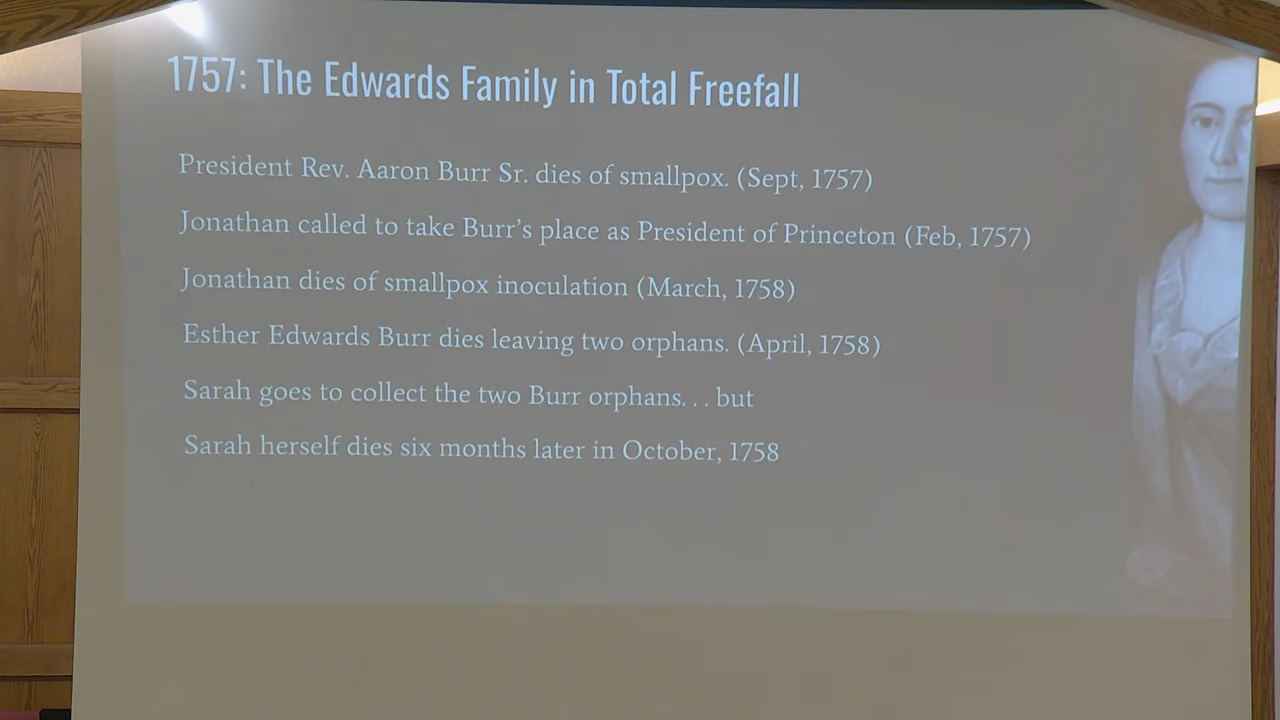 1757: The Edwards Family in Total Freefall
President Rev. Aaron Burr Sr. dies of smallpox. (Sept, 1757)
Jonathan called to take Burr’s place as President of Princeton (Feb, 1757)
Jonathan dies of smallpox inoculation (March, 1758)
Esther Edwards Burr dies leaving two orphans. (April, 1758)
Sarah goes to collect the two Burr orphans. . . but
Sarah herself dies six months later in October, 1758